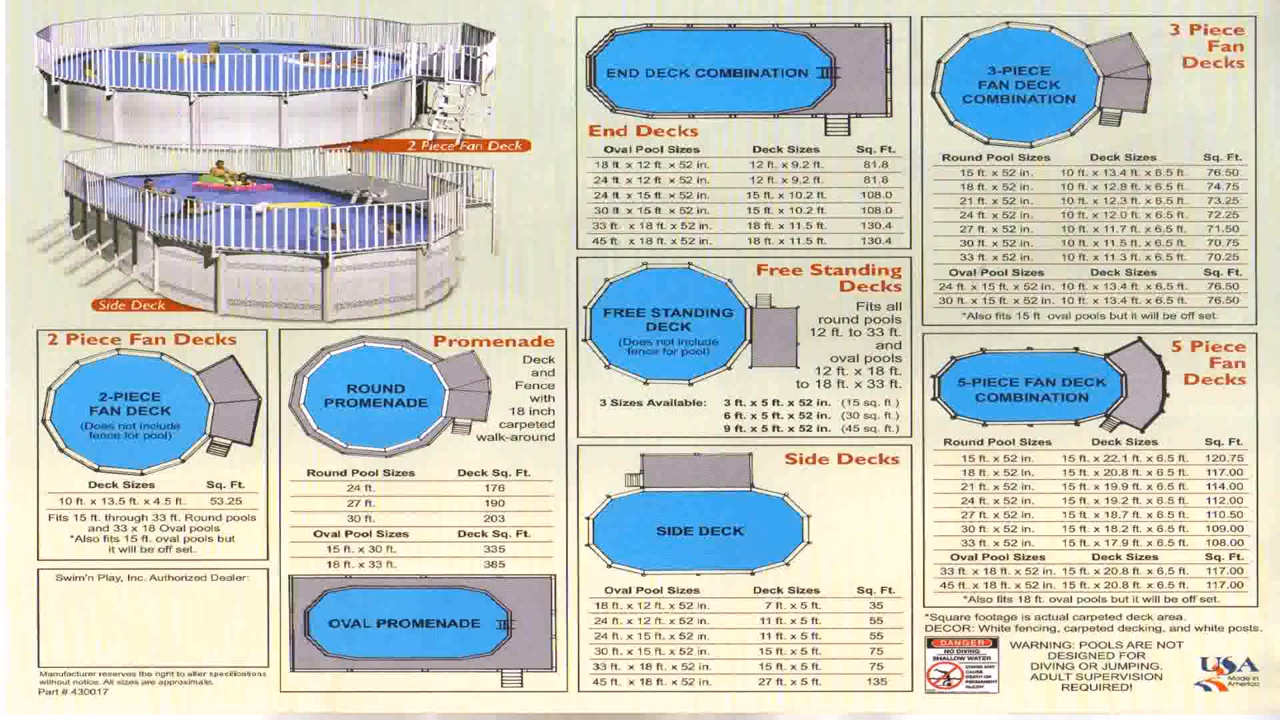 2 Piece Fan Deck
Side Deck
2 Piece Fan Decks
2-PIECE
FAN DECK
(Does not include
fence for pool)
Deck Sizes Sq. Ft.
10 ft. x 13.5 ft. x 4.5 ft. 53.25
Fits 15 ft. through 33 ft. Round pools
and 33 x 18 Oval pools
*Also fits 15 ft. oval pools but
it will be off set.
Swim'n Play, Inc. Authorized Dealer:
Manufacturer reserves the right to alter specifications
without notice. All sizes are approximate.
Part # 430017
Promenade
Deck
and
Fence
with
18 inch
carpeted
walk-around
ROUND
PROMENADE
Round Pool Sizes Deck Sq. Ft.
24 ft. 176
27 ft. 190
30 ft. 203
Oval Pool Sizes Deck Sq. Ft.
15 ft. x 30 ft. 335
18 ft. x 33 ft. 385
OVAL PROMENADE
END DECK COMBINATION
End Decks
Oval Pool Sizes Deck Sizes Sq. Ft.
18 ft. x 12 ft. x 52 in. 12 ft. x 9.2 ft. 81.8
24 ft. x 12 ft. x 52 in. 12 ft. x 9.2 ft. 81.8
24 ft. x 15 ft. x 52 in. 15 ft. x 10.2 ft. 108.0
30 ft. x 15 ft. x 52 in. 15 ft. x 10.2 ft. 108.0
33 ft. x 18 ft. x 52 in. 18 ft. x 11.5 ft. 130.4
45 ft. x 18 ft. x 52 in. 18 ft. x 11.5 ft. 130.4
Free Standing
Decks
FREE STANDING
DECK
(Does not include
fence for pool)
Fits all
round pools
12 ft. to 33 ft.
and
oval pools
12 ft. x 18 ft.
to 18 ft. x 33 ft.
3 Sizes Available: 3 ft. x 5 ft. x 52 in. (15 sq. ft.)
6 ft. x 5 ft. x 52 in. (30 sq. ft.)
9 ft. x 5 ft. x 52 in. (45 sq. ft.)
Side Decks
SIDE DECK
Oval Pool Sizes Deck Sizes Sq. Ft.
18 ft. x 12 ft. x 52 in. 7 ft. x 5 ft. 35
24 ft. x 12 ft. x 52 in. 11 ft. x 5 ft. 55
24 ft. x 15 ft. x 52 in. 11 ft. x 5 ft. 55
30 ft. x 15 ft. x 52 in. 15 ft. x 5 ft. 75
33 ft. x 18 ft. x 52 in. 15 ft. x 5 ft. 75
45 ft. x 18 ft. x 52 in. 27 ft. x 5 ft. 135
3 Piece
Fan
Decks
3-PIECE
FAN DECK
COMBINATION
Round Pool Sizes Deck Sizes Sq. Ft.
15 ft. x 52 in. 10 ft. x 13.4 ft. x 6.5 ft. 76.50
18 ft. x 52 in. 10 ft. x 12.8 ft. x 6.5 ft. 74.75
21 ft. x 52 in. 10 ft. x 12.3 ft. x 6.5 ft. 73.25
24 ft. x 52 in. 10 ft. x 12.0 ft. x 6.5 ft. 72.25
27 ft. x 52 in. 10 ft. x 11.7 ft. x 6.5 ft. 71.50
30 ft. x 52 in. 10 ft. x 11.5 ft. x 6.5 ft. 70.75
33 ft. x 52 in. 10 ft. x 11.3 ft. x 6.5 ft. 70.25
Oval Pool Sizes Deck Sizes Sq. Ft.
24 ft. x 15 ft. x 52 in. 10 ft. x 13.4 ft. x 6.5 ft. 76.50
30 ft. x 15 ft. x 52 in. 10 ft. x 13.4 ft. x 6.5 ft. 76.50
*Also fits 15 ft oval pools but it will be off set.
5 Piece
Fan
Decks
5-PIECE FAN DECK
COMBINATION
Round Pool Sizes Deck Sizes Sq. Ft.
15 ft. x 52 in. 15 ft. x 22.1 ft. x 6.5 ft. 120.75
18 ft. x 52 in. 15 ft. x 20.8 ft. x 6.5 ft. 117.00
21 ft. x 52 in. 15 ft. x 19.9 ft. x 6.5 ft. 114.00
24 ft. x 52 in. 15 ft. x 19.2 ft. x 6.5 ft. 112.00
27 ft. x 52 in. 15 ft. x 18.7 ft. x 6.5 ft. 110.50
30 ft. x 52 in. 15 ft. x 18.2 ft. x 6.5 ft. 109.00
33 ft. x 52 in. 15 ft. x 17.9 ft. x 6.5 ft. 108.00
Oval Pool Sizes Deck Sizes Sq. Ft.
33 ft. x 18 ft. x 52 in. 15 ft. x 20.8 ft. x 6.5 ft. 117.00
45 ft. x 18 ft. x 52 in. 15 ft. x 20.8 ft. x 6.5 ft. 117.00
*Also fits 18 ft. oval pools but it will be off set.
*Square footage is actual carpeted deck area.
DECOR: White fencing, carpeted decking, and white posts.
DANGER
NO DIVING
SHALLOW WATER
DIVING MAY
CAUSE
DEATH OR
PERMANENT
INJURY
WARNING: POOLS ARE NOT
DESIGNED FOR
DIVING OR JUMPING.
ADULT SUPERVISION
REQUIRED!
USA
Made in
America